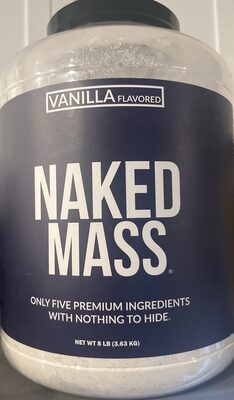 VANILLA FLAVORED
NAKED
MASS®
ONLY FIVE PREMIUM INGREDIENTS
WITH NOTHING TO HIDE.
NET WT 8 LB (3.63 KG)